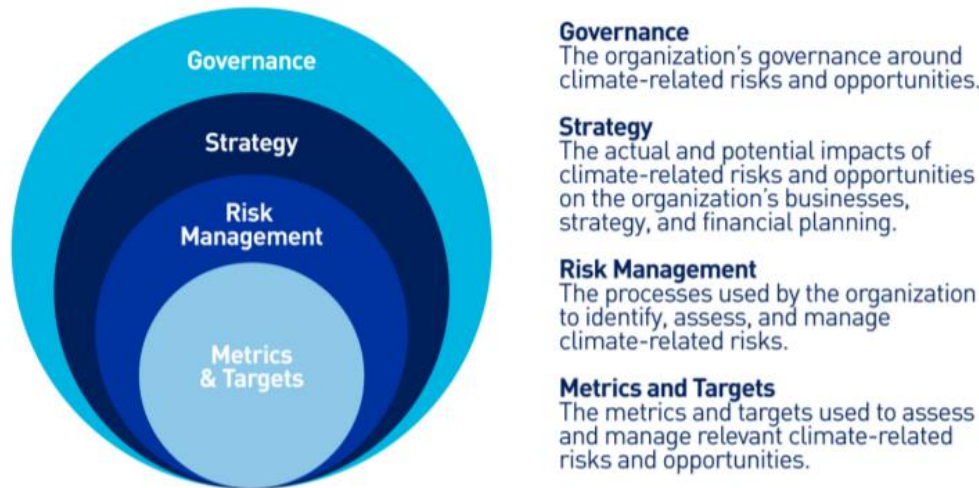 Governance
Strategy
Risk
Management
Metrics
& Targets
Governance
The organization’s governance around
climate-related risks and opportunities.
Strategy
The actual and potential impacts of
climate-related risks and opportunities
on the organization’s businesses,
strategy, and financial planning.
Risk Management
The processes used by the organization
to identify, assess, and manage
climate-related risks.
Metrics and Targets
The metrics and targets used to assess
and manage relevant climate-related
risks and opportunities.